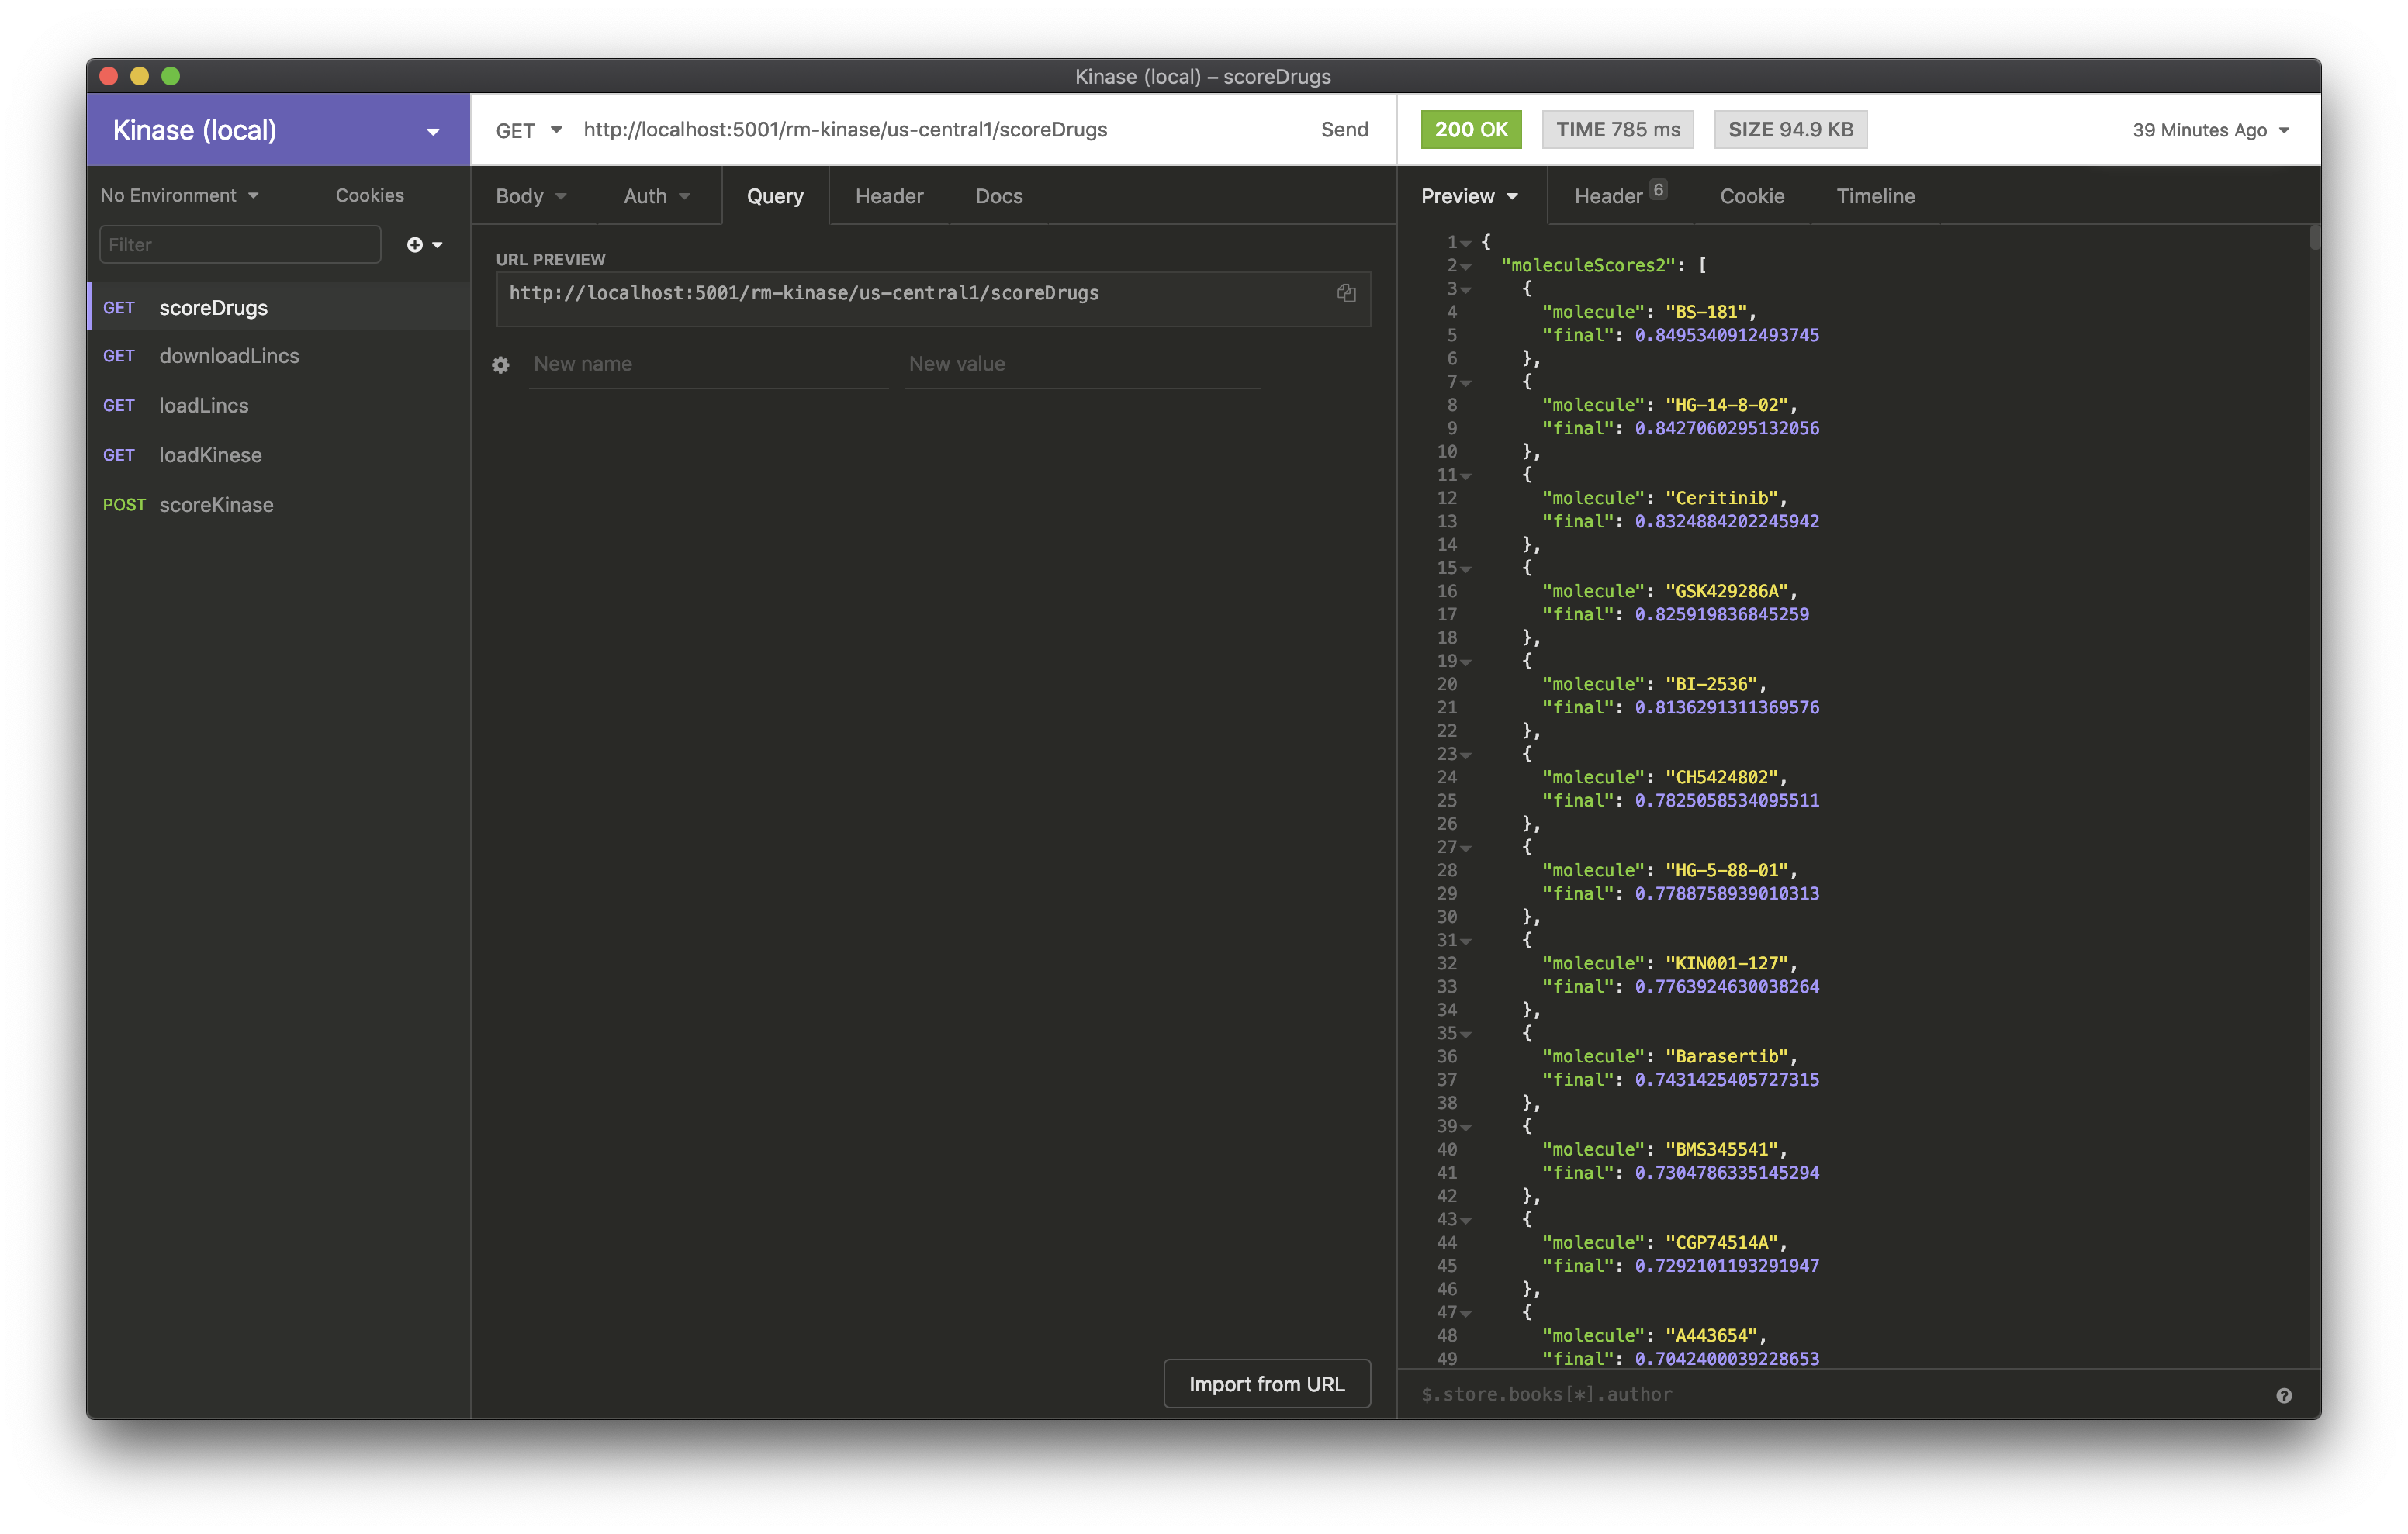 Kinase (local) – scoreDrugs
Kinase (local)
GET http://localhost:5001/rm-kinase/us-central1/scoreDrugs Send
200 OK TIME 785 ms SIZE 94.9 KB 39 Minutes Ago
No Environment Cookies
Filter
GET scoreDrugs
GET downloadLincs
GET loadLincs
GET loadKinese
POST scoreKinase
Body Auth Query Header Docs
URL PREVIEW
http://localhost:5001/rm-kinase/us-central1/scoreDrugs
New name New value
Import from URL
Preview Header 6 Cookie Timeline
1 {
2 "moleculeScores2": [
3 {
4 "molecule": "BS-181",
5 "final": 0.8495340912493745
6 },
7 {
8 "molecule": "HG-14-8-02",
9 "final": 0.8427060295132056
10 },
11 {
12 "molecule": "Ceritinib",
13 "final": 0.8324884202245942
14 },
15 {
16 "molecule": "GSK429286A",
17 "final": 0.825919836845259
18 },
19 {
20 "molecule": "BI-2536",
21 "final": 0.8136291311369576
22 },
23 {
24 "molecule": "CH5424802",
25 "final": 0.7825058534095511
26 },
27 {
28 "molecule": "HG-5-88-01",
29 "final": 0.7788758939010313
30 },
31 {
32 "molecule": "KIN001-127",
33 "final": 0.7763924630038264
34 },
35 {
36 "molecule": "Barasertib",
37 "final": 0.7431425405727315
38 },
39 {
40 "molecule": "BMS345541",
41 "final": 0.7304786335145294
42 },
43 {
44 "molecule": "CGP74514A",
45 "final": 0.7292101193291947
46 },
47 {
48 "molecule": "A443654",
49 "final": 0.7042400039228653
$.store.books[*].author